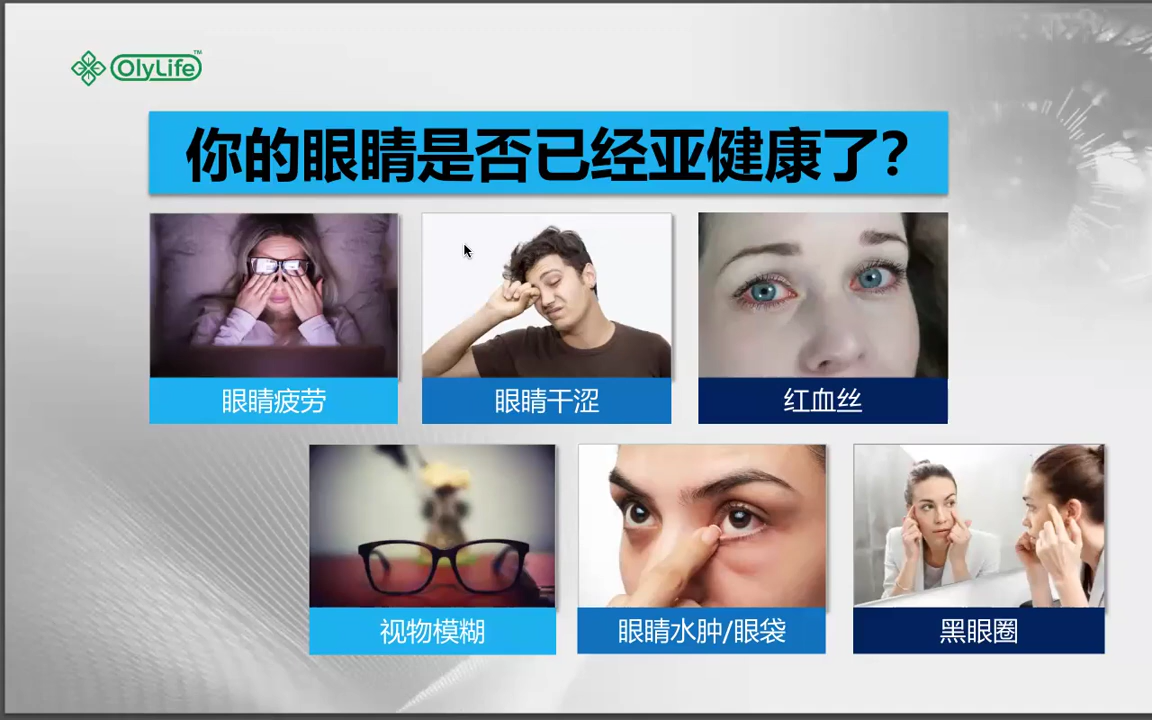 OlyLife™
你的眼睛是否已经亚健康了?
眼睛疲劳
眼睛干涩
红血丝
视物模糊
眼睛水肿/眼袋
黑眼圈